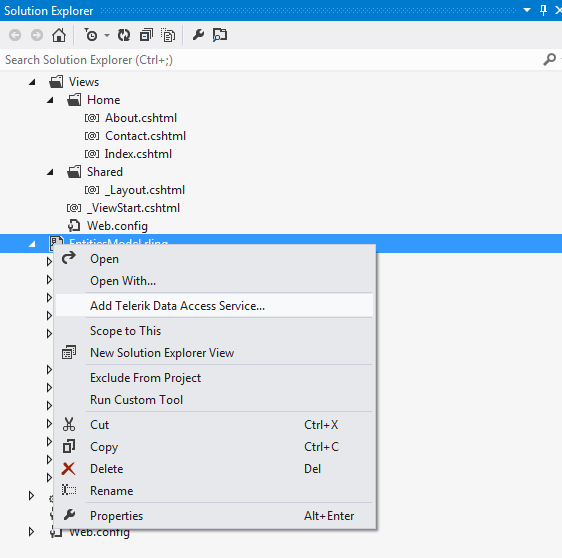 Solution Explorer
Search Solution Explorer (Ctrl+;)
Views
Home
About.cshtml
Contact.cshtml
Index.cshtml
Shared
_Layout.cshtml
_ViewStart.cshtml
Web.config
EntitiesModel.rlinq
Open
Open With...
Add Telerik Data Access Service...
Scope to This
New Solution Explorer View
Exclude From Project
Run Custom Tool
Cut Ctrl+X
Copy Ctrl+C
Delete Del
Rename
Properties Alt+Enter
Web.config